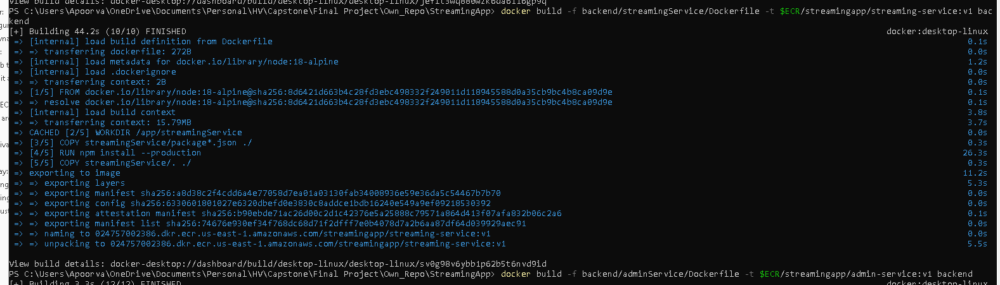 View build details: docker-desktop://dashboard/build/desktop-linux/desktop-linux/jef1t3wq880wzk6da6ll6gp9q
PS C:\Users\Apoorva\OneDrive\Documents\Personal\HV\Capstone\Final Project\Own_Repo\StreamingApp> docker build -f backend/streamingService/Dockerfile -t $ECR/streamingapp/streaming-service:v1 bac
kend
[+] Building 44.2s (10/10) FINISHED docker:desktop-linux
=> [internal] load build definition from Dockerfile 0.1s
=> => transferring dockerfile: 272B 0.0s
=> [internal] load metadata for docker.io/library/node:18-alpine 1.2s
=> [internal] load .dockerignore 0.0s
=> => transferring context: 2B 0.0s
=> [1/5] FROM docker.io/library/node:18-alpine@sha256:8d6421d663b4c28fd3ebc498332f249011d118945588d0a35cb9bc4b8ca09d9e 0.1s
=> => resolve docker.io/library/node:18-alpine@sha256:8d6421d663b4c28fd3ebc498332f249011d118945588d0a35cb9bc4b8ca09d9e 0.1s
=> [internal] load build context 3.8s
=> => transferring context: 15.79MB 3.7s
=> CACHED [2/5] WORKDIR /app/streamingService 0.0s
=> [3/5] COPY streamingService/package*.json ./ 0.3s
=> [4/5] RUN npm install --production 26.3s
=> [5/5] COPY streamingService/. ./ 0.3s
=> exporting to image 11.2s
=> => exporting layers 5.3s
=> => exporting manifest sha256:a8d38c2f4cdd6a4e77058d7ea01a03130fab34008936e59e36da5c54467b7b70 0.0s
=> => exporting config sha256:6330601801027e6320dbefd0e3830c8addce1bdb16240e549a9ef09218530392 0.0s
=> => exporting attestation manifest sha256:b90ebde71ac26d00c2d1c42376e5a25888c79571a864d413f07afa832b06c2a6 0.1s
=> => exporting manifest list sha256:74676e930ef34f768dc68d71f2dfff7e0b4078d7a2b6aa87df64d039929aec91 0.0s
=> => naming to 024757002386.dkr.ecr.us-east-1.amazonaws.com/streamingapp/streaming-service:v1 0.0s
=> => unpacking to 024757002386.dkr.ecr.us-east-1.amazonaws.com/streamingapp/streaming-service:v1 5.5s
View build details: docker-desktop://dashboard/build/desktop-linux/desktop-linux/sv0g98v6ybb1p62b5t6nvd9id
PS C:\Users\Apoorva\OneDrive\Documents\Personal\HV\Capstone\Final Project\Own_Repo\StreamingApp> docker build -f backend/adminService/Dockerfile -t $ECR/streamingapp/admin-service:v1 backend
[+] Building 3.3s (12/12) FINISHED docker:desktop-linux